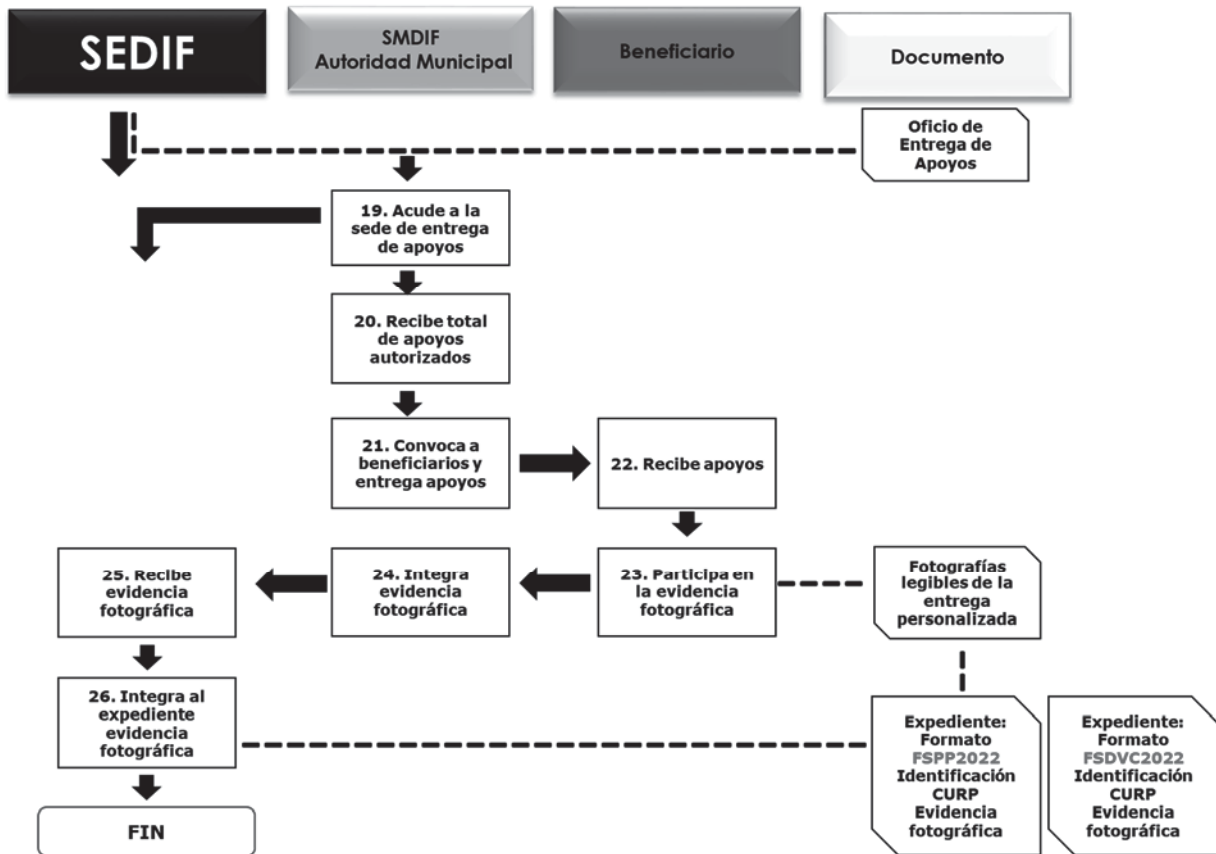 SEDIF
SMDIF
Autoridad Municipal
Beneficiario
Documento
Oficio de
Entrega de
Apoyos
19. Acude a la
sede de entrega
de apoyos
20. Recibe total
de apoyos
autorizados
21. Convoca a
beneficiarios y
entrega apoyos
22. Recibe apoyos
23. Participa en
la evidencia
fotográfica
24. Integra
evidencia
fotográfica
25. Recibe
evidencia
fotográfica
Fotografías
legibles de la
entrega
personalizada
26. Integra al
expediente
evidencia
fotográfica
Expediente:
Formato
FSPP2022
Identificación
CURP
Evidencia
fotográfica
Expediente:
Formato
FSDVC2022
Identificación
CURP
Evidencia
fotográfica
FIN